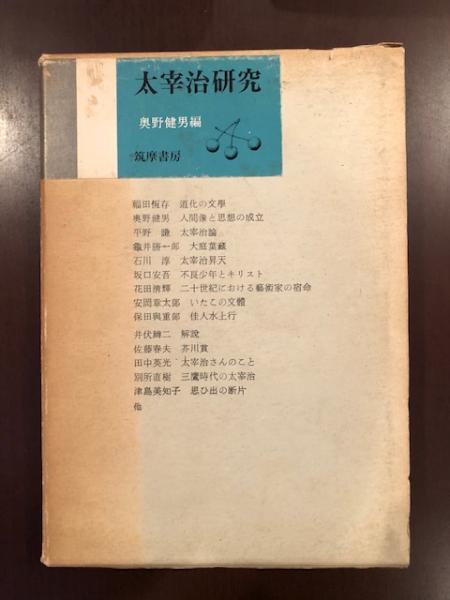 太宰治研究
奥野健男編
筑摩書房
福田恆存 道化の文學
奥野健男 人間像と思想の成立
平野 謙 太宰治論
龜井勝一郎 大庭葉藏
石川 淳 太宰治昇天
坂口安吾 不良少年とキリスト
花田清輝 二十世紀における藝術家の宿命
安岡章太郎 いたこの文體
保田與重郎 佳人水上行
井伏鱒二 解說
佐藤春夫 芥川賞
田中英光 太宰治さんのこと
別所直樹 三鷹時代の太宰治
津島美知子 思ひ出の断片
他